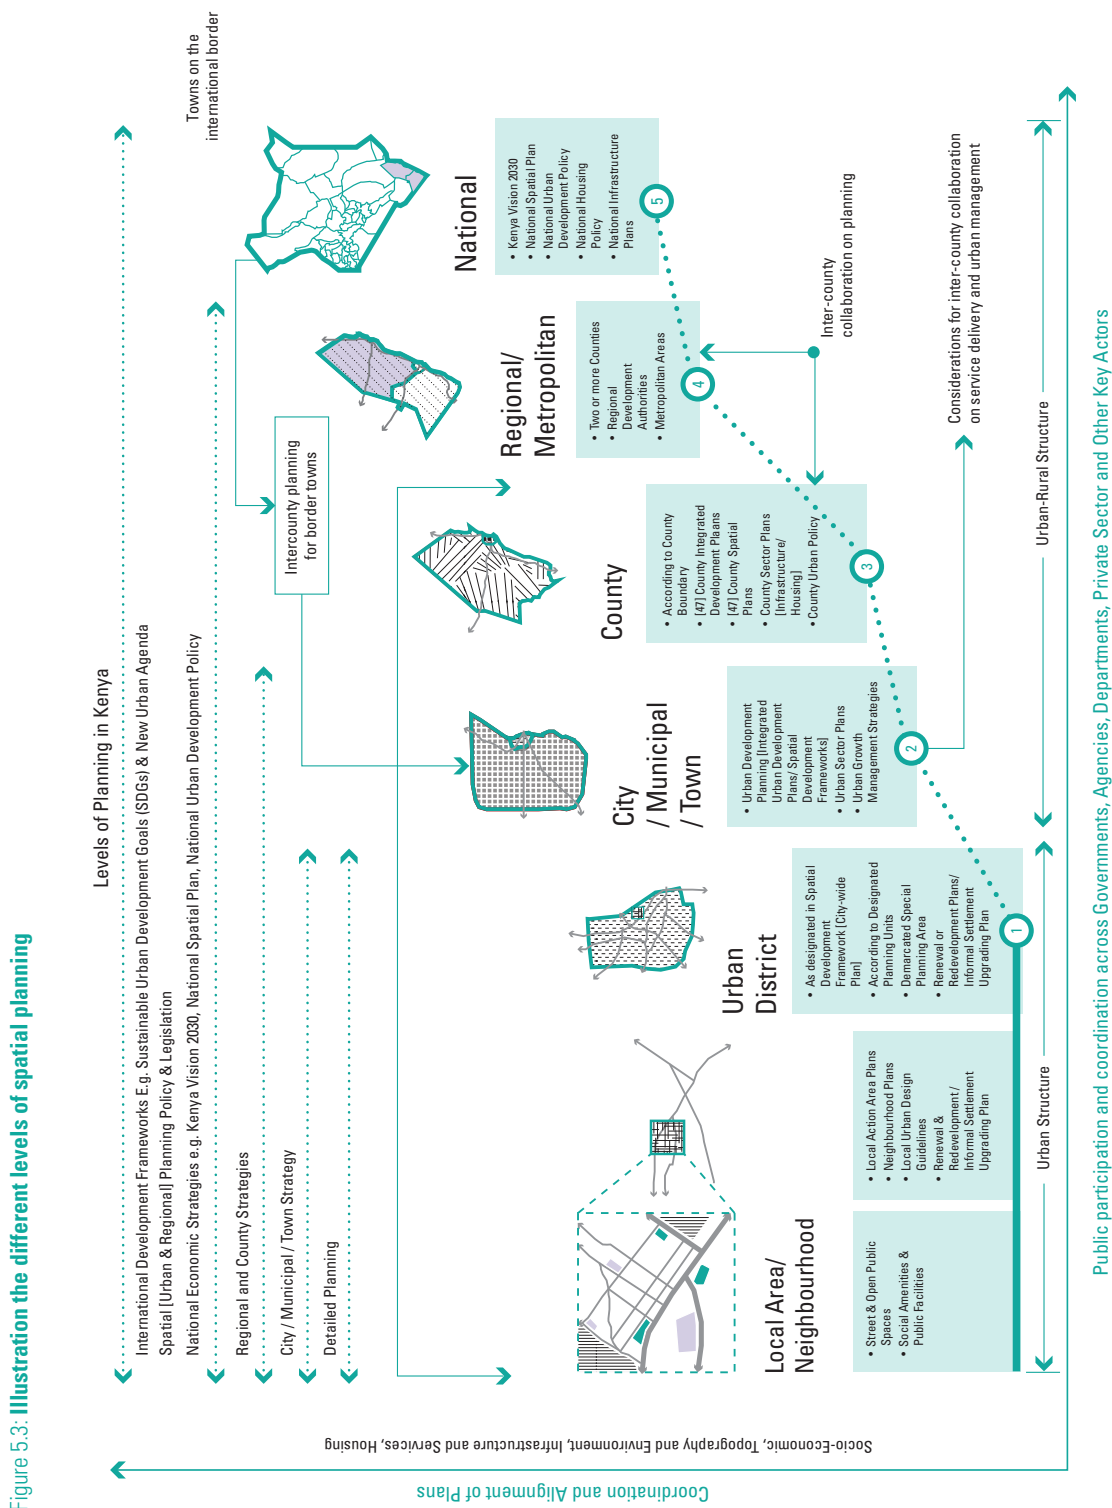 Figure 5.3: Illustration the different levels of spatial planning
Levels of Planning in Kenya
International Development Frameworks E.g. Sustainable Urban Development Goals (SDGs) & New Urban Agenda
Spatial [Urban & Regional] Planning Policy & Legislation
National Economic Strategies e.g. Kenya Vision 2030, National Spatial Plan, National Urban Development Policy
Regional and County Strategies
City / Municipal / Town Strategy
Detailed Planning
Intercounty planning
for border towns
Towns on the
international border
Local Area/
Neighbourhood
• Street & Open Public
Spaces
• Social Amenities &
Public Facilities
• Local Action Area Plans
• Neighbourhood Plans
• Local Urban Design
Guidelines
• Renewal &
Redevelopment /
Informal Settlement
Upgrading Plan
Urban
District
• As designated in Spatial
Development
Framework [City-wide
Plan]
• According to Designated
Planning Units
• Demarcated Special
Planning Area
• Renewal or
Redevelopment Plans/
Informal Settlement
Upgrading Plan
1
City
/ Municipal
/ Town
• Urban Development
Planning [Integrated
Urban Development
Plans/ Spatial
Development
Frameworks]
• Urban Sector Plans
• Urban Growth
Management Strategies
2
County
• According to County
Boundary
• [47] County Integrated
Development Plaans
• [47] County Spatial
Plans
• County Sector Plans
[Infrastructure/
Housing]
• County Urban Policy
3
Regional/
Metropolitan
• Two or more Counties
• Regional
Development
Authorities
• Metropolitan Areas
4
National
• Kenya Vision 2030
• National Spatial Plan
• National Urban
Development Policy
• National Housing
Policy
• National Infrastructure
Plans
5
Inter-county
collaboration on planning
Considerations for inter-county collaboration
on service delivery and urban management
Urban Structure
Urban-Rural Structure
Socio-Economic, Topography and Environment, Infrastructure and Services, Housing
Coordination and Alignment of Plans
Public participation and coordination across Governments, Agencies, Departments, Private Sector and Other Key Actors